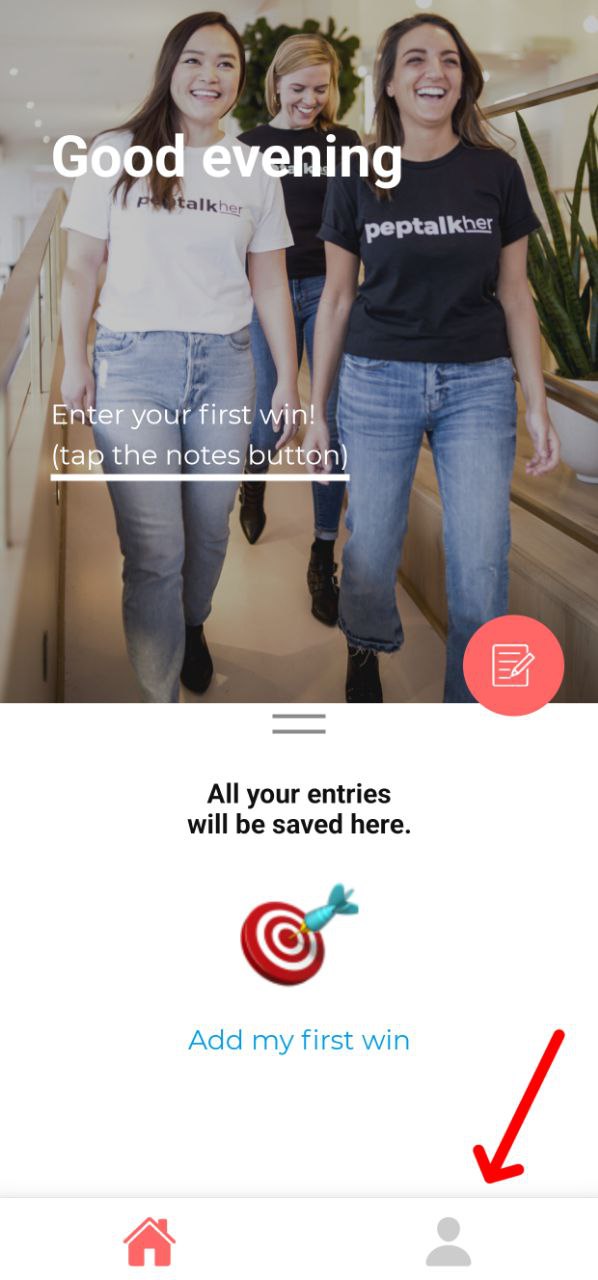 Good evening
peptalkher
peptalkher
Enter your first win!
(tap the notes button)
All your entries
will be saved here.
Add my first win